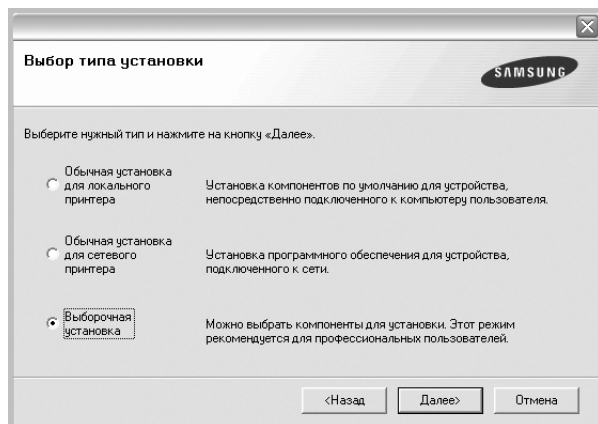 Выбор типа установки
SAMSUNG
Выберите нужный тип и нажмите на кнопку «Далее».
Обычная установка
для локального
принтера
Установка компонентов по умолчанию для устройства,
непосредственно подключенного к компьютеру пользователя.
Обычная установка
для сетевого
принтера
Установка программного обеспечения для устройства,
подключенного к сети.
Выборочная
установка
Можно выбрать компоненты для установки. Этот режим
рекомендуется для профессиональных пользователей.
<Назад
Далее>
Отмена